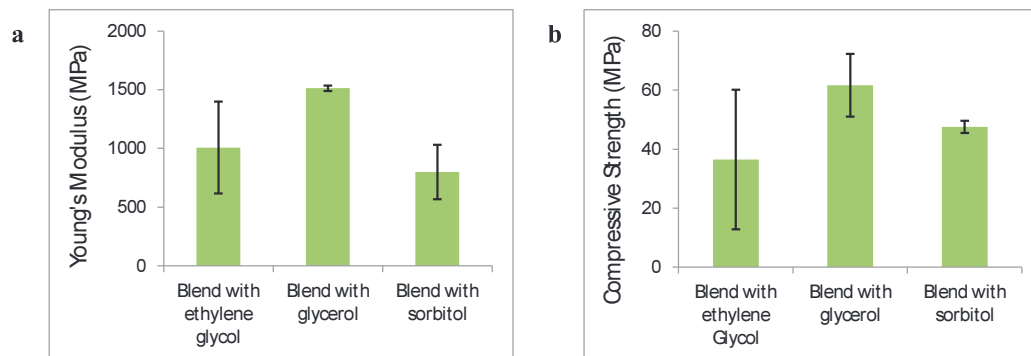 a
Young's Modulus (MPa)
2000
1500
1000
500
0
Blend with
ethylene
glycol
Blend with
glycerol
Blend with
sorbitol
b
Compressive Strength (MPa)
80
60
40
20
0
Blend with
ethylene
Glycol
Blend with
glycerol
Blend with
sorbitol